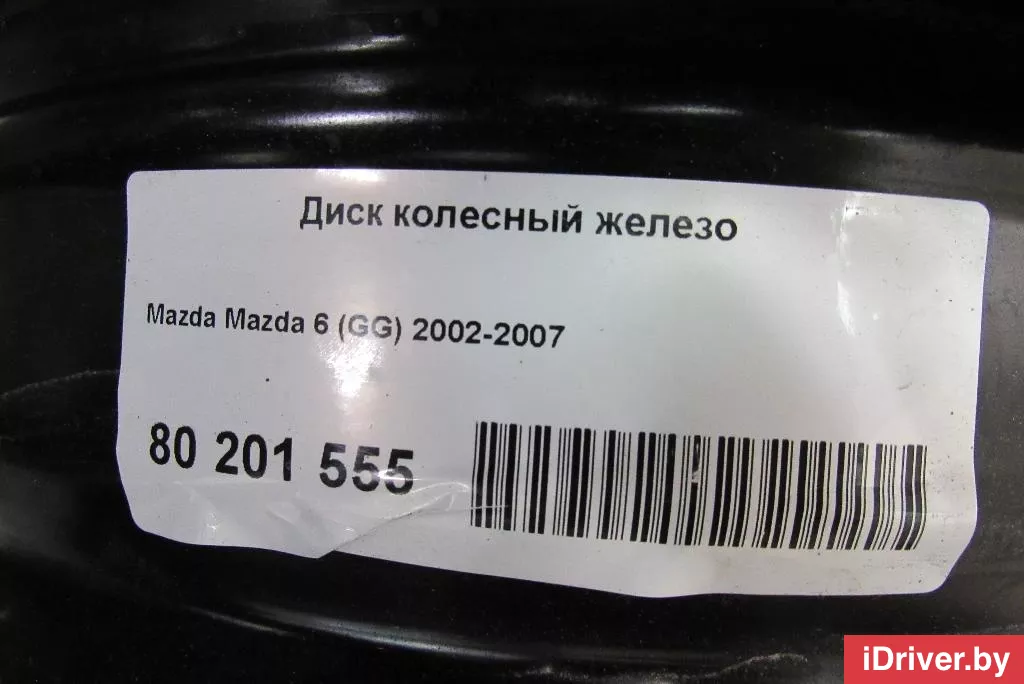 Диск колесный железо
Mazda Mazda 6 (GG) 2002-2007
80 201 555
iDriver.by